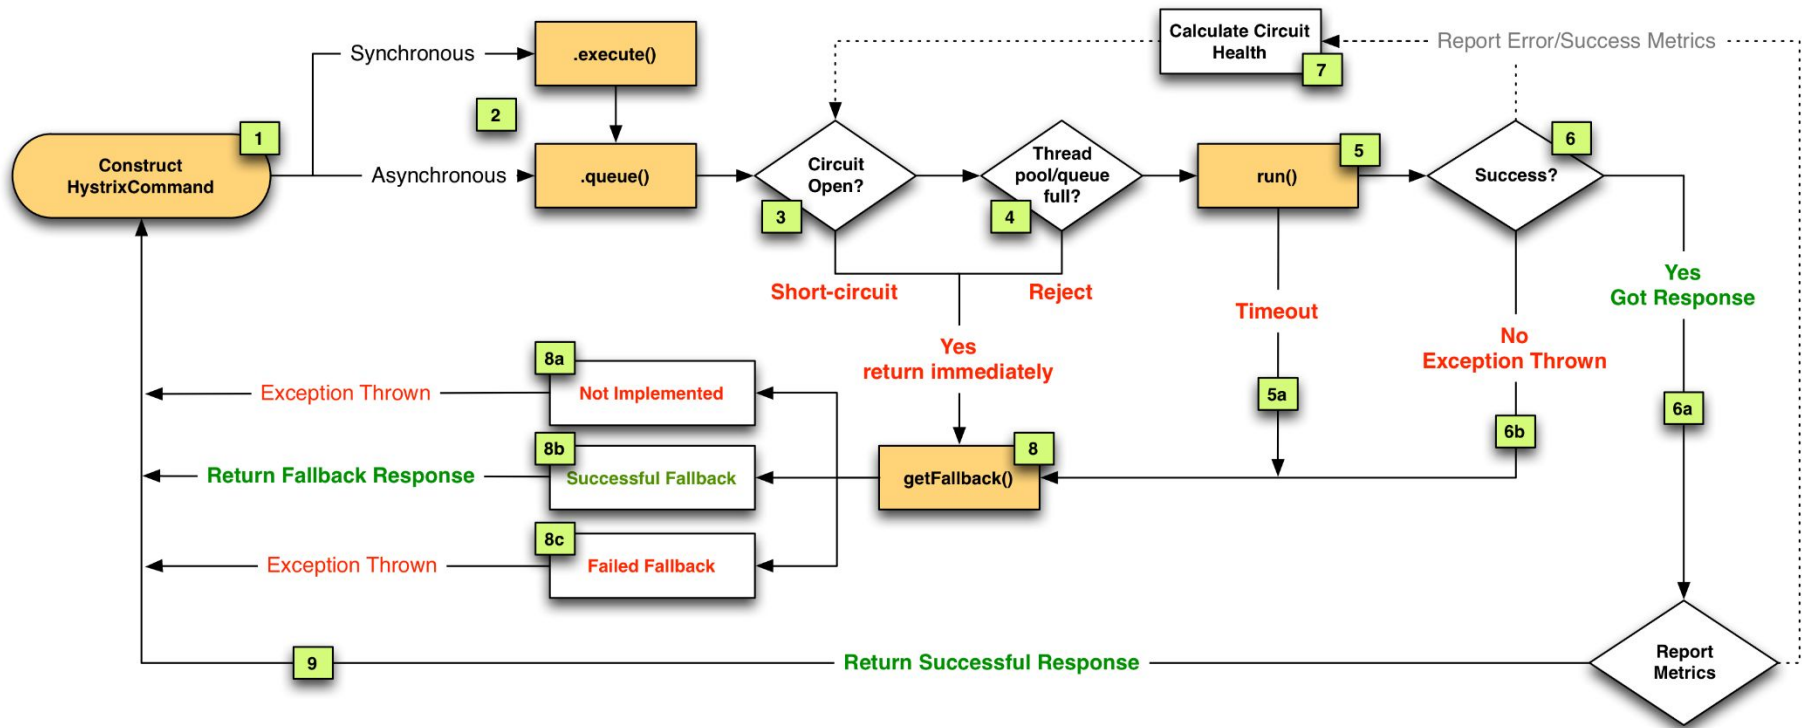 Calculate Circuit
Health
7
Report Error/Success Metrics
Synchronous
.execute()
2
1
Construct
HystrixCommand
Asynchronous
.queue()
Circuit
Open?
3
Thread
pool/queue
full?
4
5
run()
6
Success?
Short-circuit
Reject
Yes
return immediately
Timeout
5a
No
Exception Thrown
6b
Yes
Got Response
6a
8
getFallback()
8a
Not Implemented
Exception Thrown
8b
Successful Fallback
Return Fallback Response
8c
Failed Fallback
Exception Thrown
Report
Metrics
Return Successful Response
9